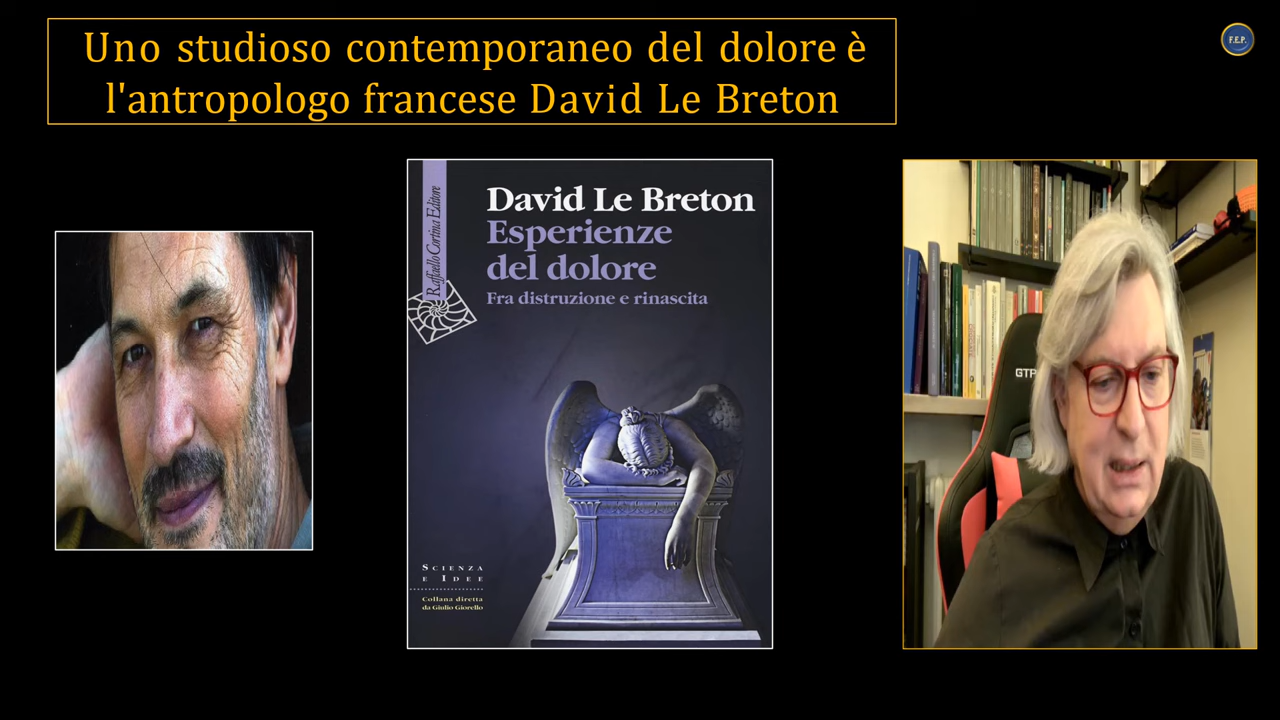 Uno studioso contemporaneo del dolore è
l'antropologo francese David Le Breton
F.E.P.
Raffaello Cortina Editore
David Le Breton
Esperienze
del dolore
Fra distruzione e rinascita
SCIENZA
E IDEE
Collana diretta
da Giulio Giorello
GTP